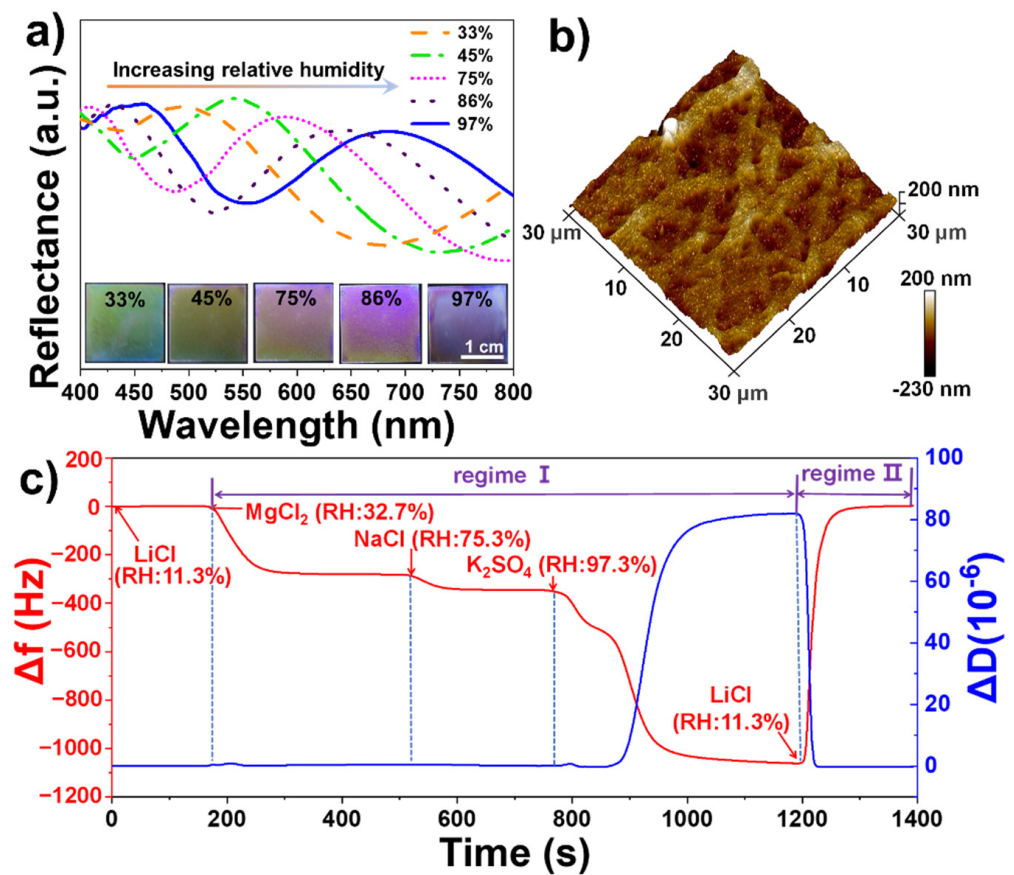 a)
Reflectance (a.u.)
Increasing relative humidity
33%
45%
75%
86%
97%
33%
45%
75%
86%
97%
1 cm
400 450 500 550 600 650 700 750 800
Wavelength (nm)
b)
200 nm
30 μm
30 μm
10
10
20
20
30 μm
200 nm
-230 nm
c)
200
0
−200
−400
−600
−800
−1000
−1200
Δf (Hz)
regime Ⅰ
regime Ⅱ
LiCl
(RH:11.3%)
MgCl₂ (RH:32.7%)
NaCl (RH:75.3%)
K₂SO₄ (RH:97.3%)
LiCl
(RH:11.3%)
100
80
60
40
20
0
ΔD(10⁻⁶)
0 200 400 600 800 1000 1200 1400
Time (s)